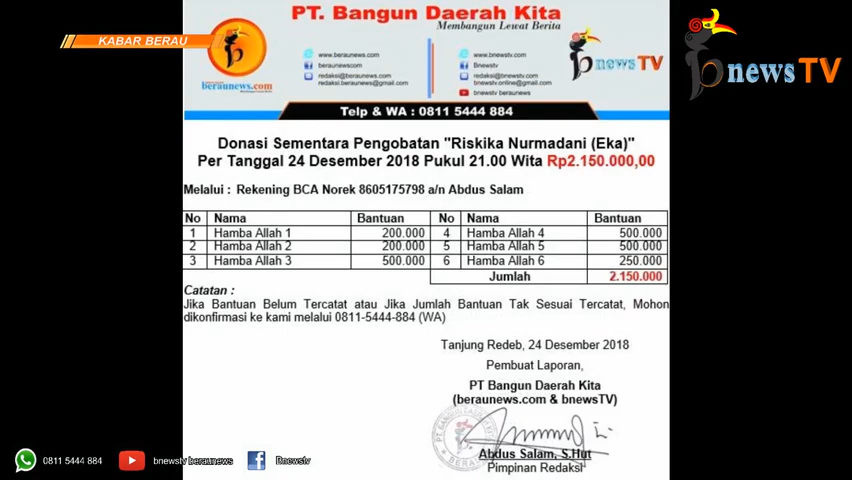 KABAR BERAU
PT. Bangun Daerah Kita
Membangun Lewat Berita
beraunews.com
www.beraunews.com
beraunewscom
redaksi@beraunews.com
redaksi.beraunews@gmail.com
www.bnewstv.com
Bnewstv
redaksi@bnewstv.com
bnewstv.online@gmail.com
bnewstv beraunews
bnewsTV
bnewsTV
Telp & WA : 0811 5444 884
Donasi Sementara Pengobatan "Riskika Nurmadani (Eka)"
Per Tanggal 24 Desember 2018 Pukul 21.00 Wita Rp2.150.000,00
Melalui : Rekening BCA Norek 8605175798 a/n Abdus Salam
No Nama Bantuan No Nama Bantuan
1 Hamba Allah 1 200.000 4 Hamba Allah 4 500.000
2 Hamba Allah 2 200.000 5 Hamba Allah 5 500.000
3 Hamba Allah 3 500.000 6 Hamba Allah 6 250.000
Jumlah 2.150.000
Catatan :
Jika Bantuan Belum Tercatat atau Jika Jumlah Bantuan Tak Sesuai Tercatat, Mohon
dikonfirmasi ke kami melalui 0811-5444-884 (WA)
Tanjung Redeb, 24 Desember 2018
Pembuat Laporan,
PT Bangun Daerah Kita
(beraunews.com & bnewsTV)
Abdus Salam, S.Hut
Pimpinan Redaksi
0811 5444 884 bnewstv beraunews Bnewstv